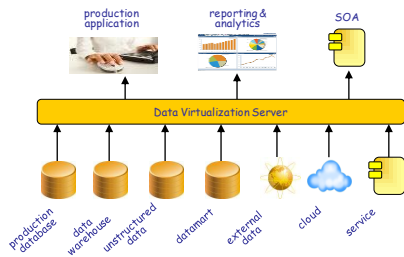 production
application
reporting &
analytics
SOA
Data Virtualization Server
production
database
data
warehouse
unstructured
data
datamart
external
data
cloud
service